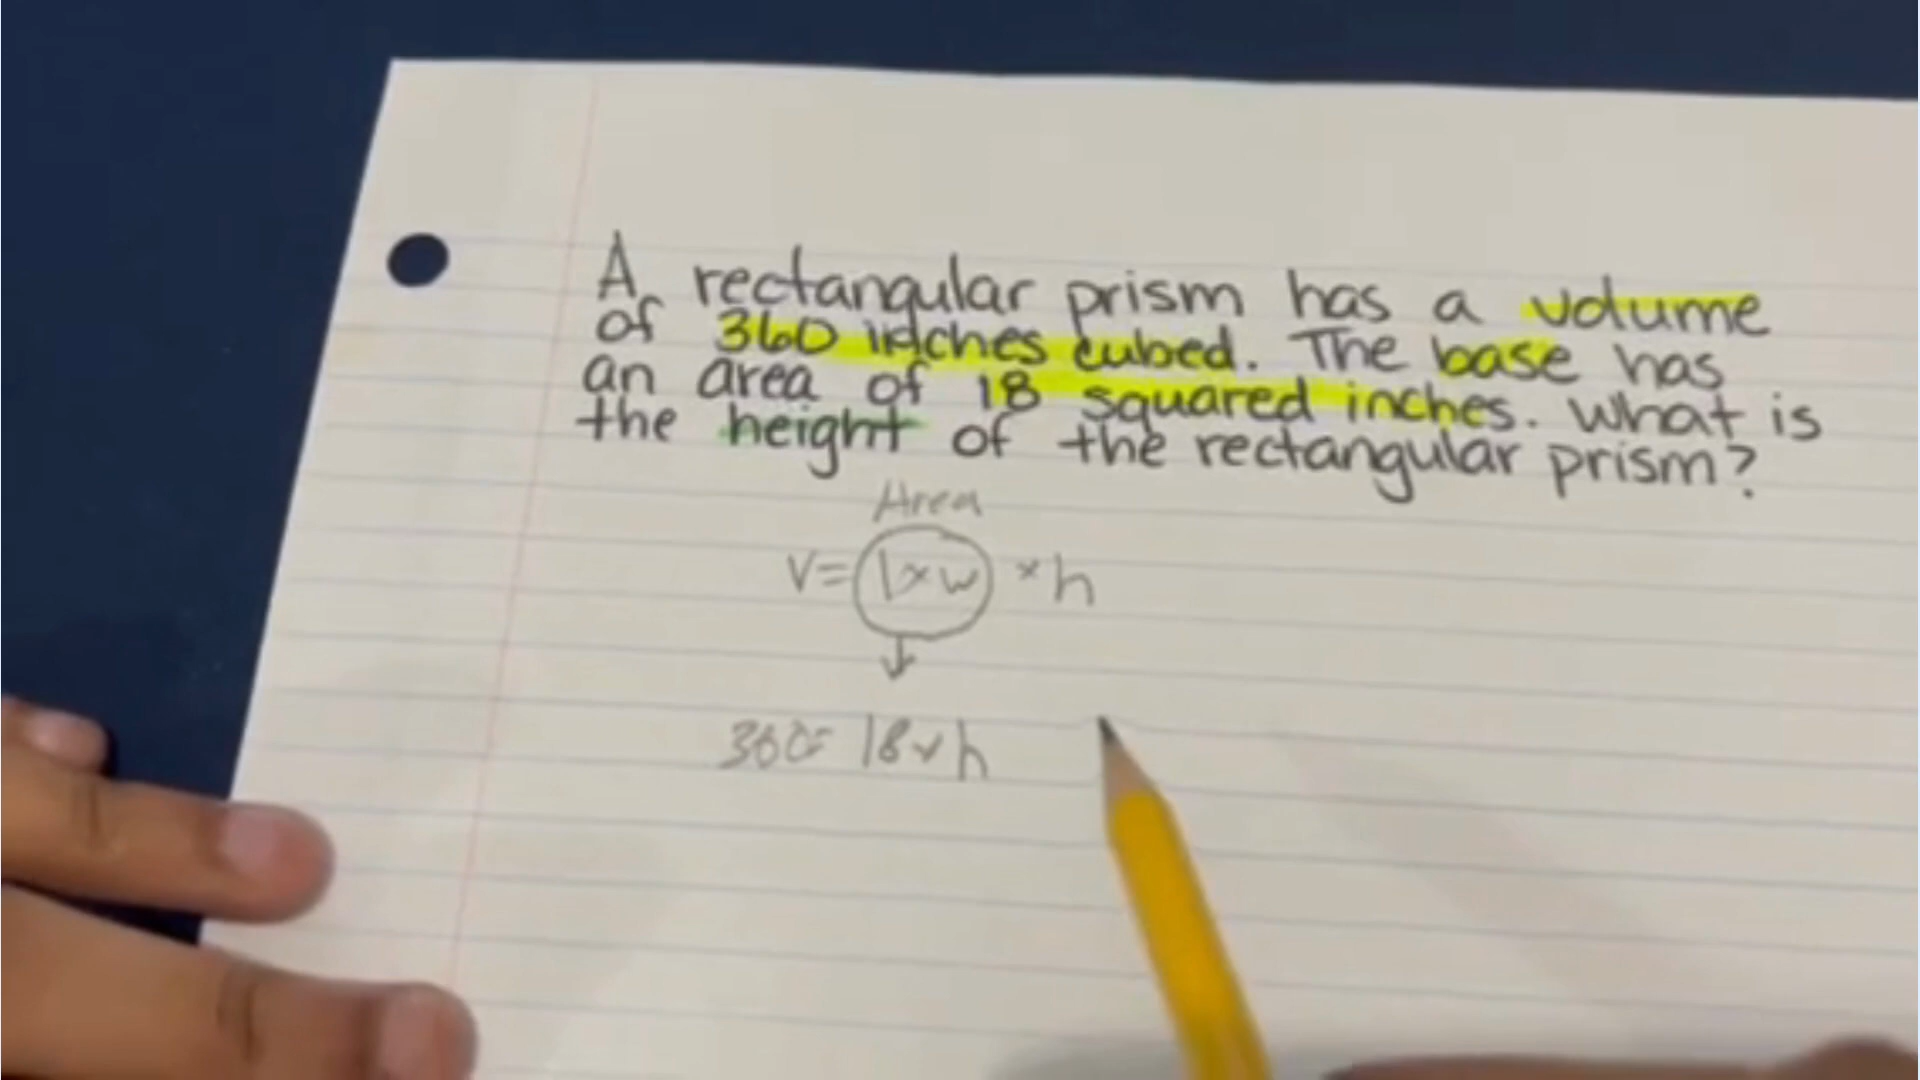 A rectangular prism has a volume
of 360 inches cubed. The base has
an area of 18 squared inches. What is
the height of the rectangular prism?
Area
V= l×w × h
360= 18 × h